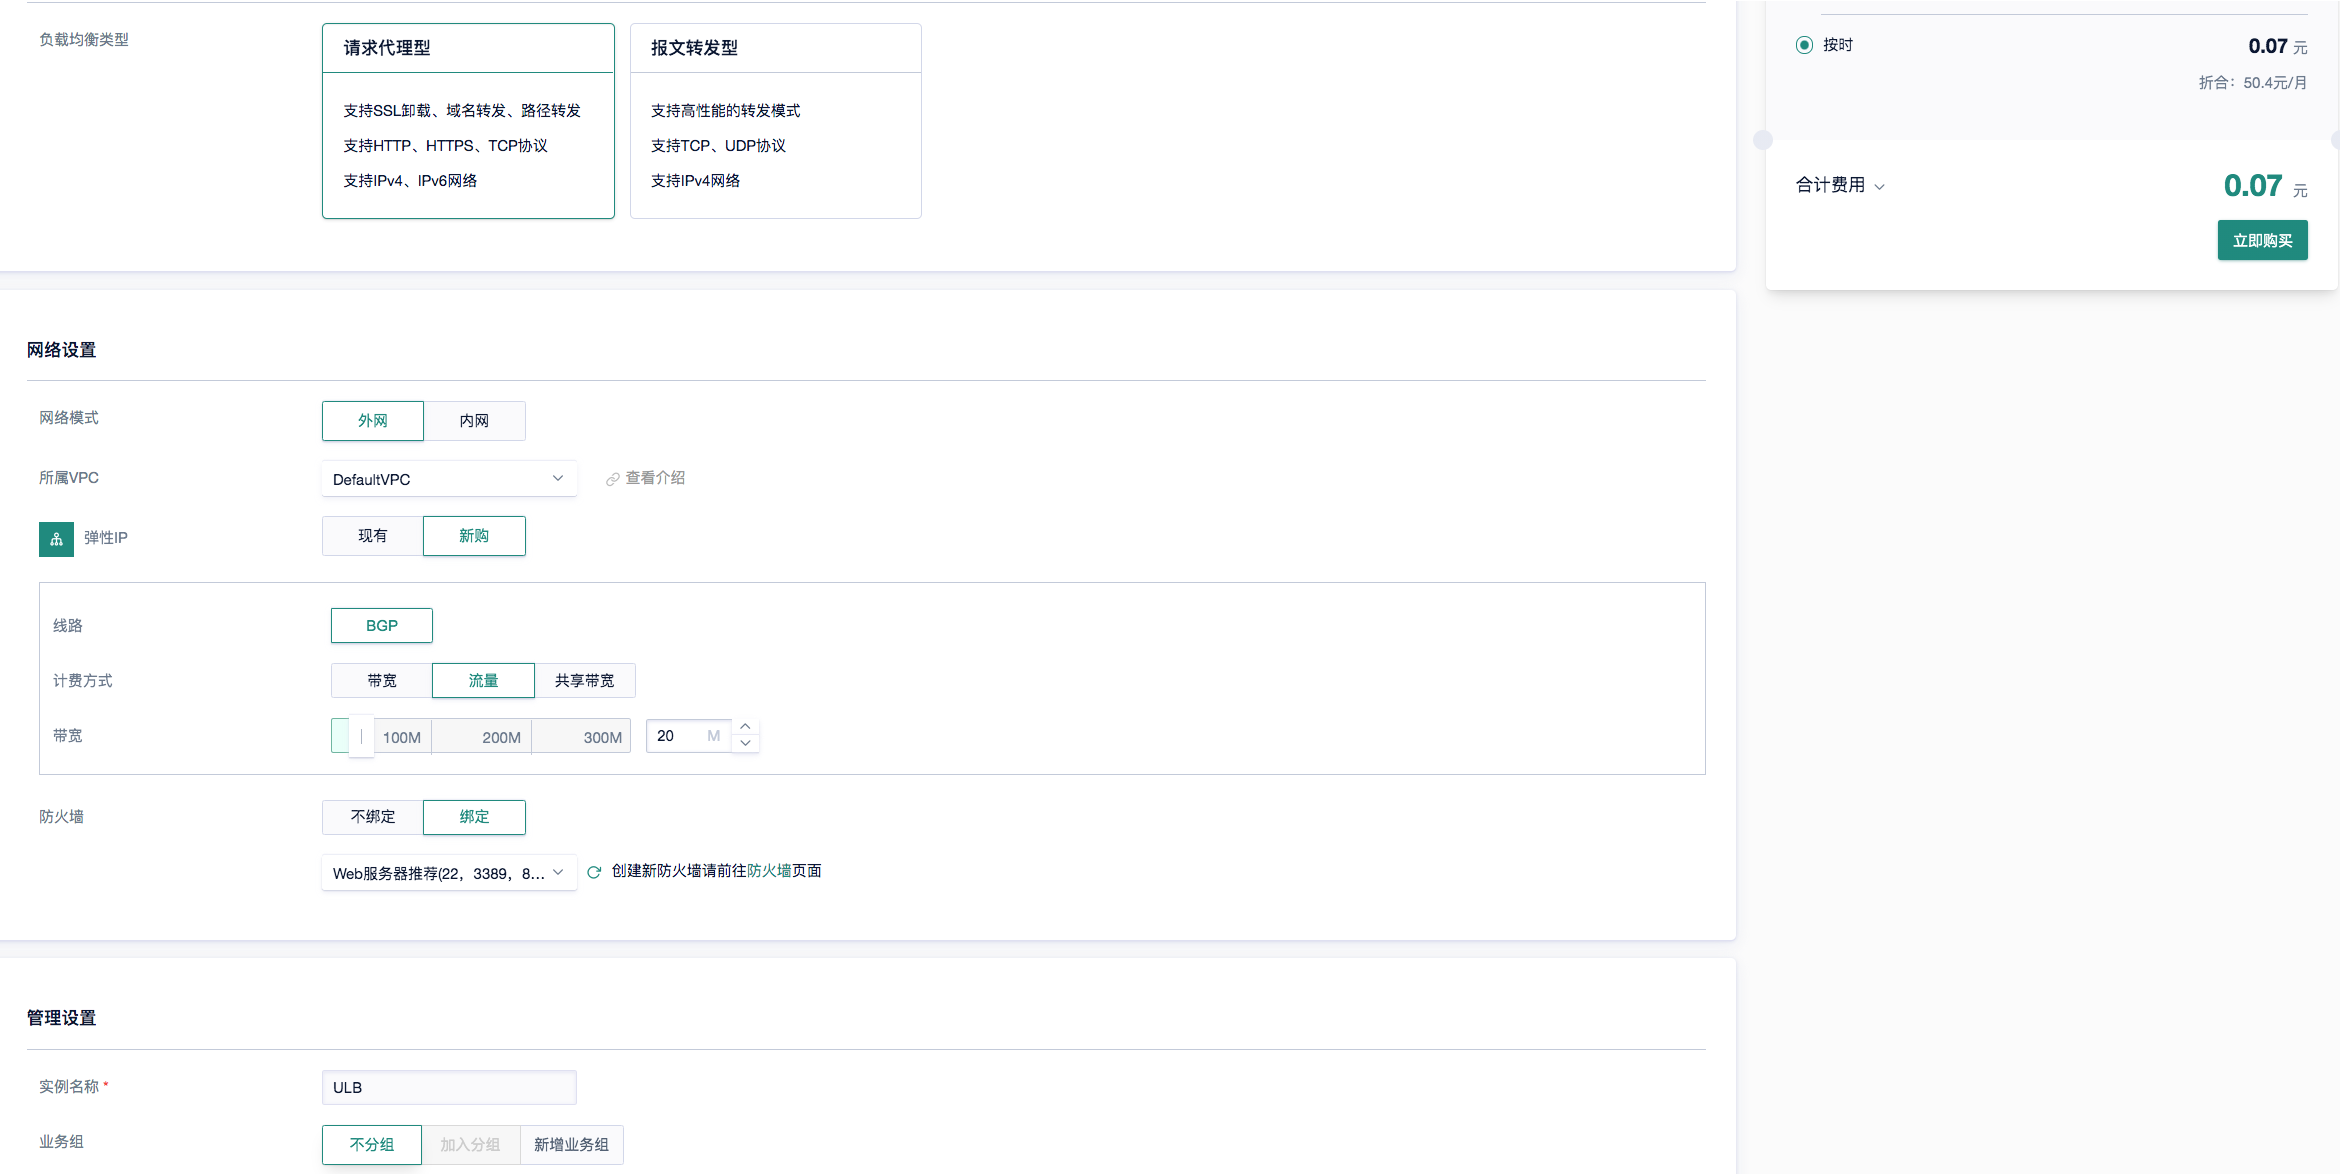 负载均衡类型
请求代理型
支持SSL卸载、域名转发、路径转发
支持HTTP、HTTPS、TCP协议
支持IPv4、IPv6网络
报文转发型
支持高性能的转发模式
支持TCP、UDP协议
支持IPv4网络
按时
0.07 元
折合：50.4元/月
合计费用
0.07 元
立即购买
网络设置
网络模式
外网
内网
所属VPC
DefaultVPC
查看介绍
弹性IP
现有
新购
线路
BGP
计费方式
带宽
流量
共享带宽
带宽
100M
200M
300M
20 M
防火墙
不绑定
绑定
Web服务器推荐(22，3389，8...
创建新防火墙请前往防火墙页面
管理设置
实例名称 *
ULB
业务组
不分组
加入分组
新增业务组